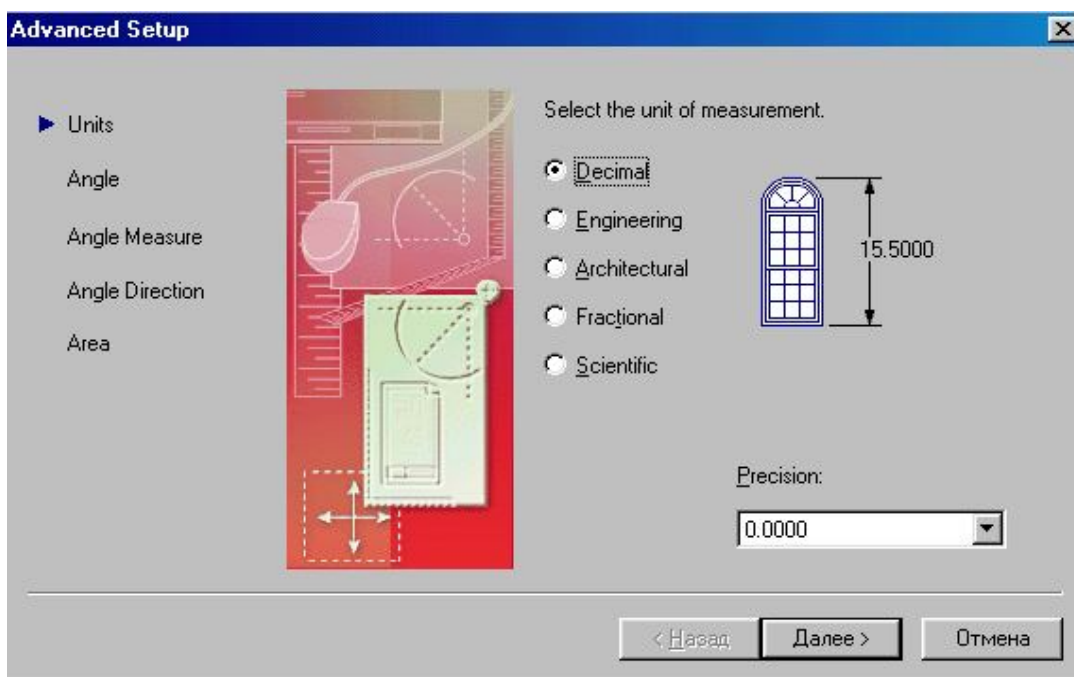 Advanced Setup
Units
Angle
Angle Measure
Angle Direction
Area
Select the unit of measurement.
Decimal
Engineering
Architectural
Fractional
Scientific
15.5000
Precision:
0.0000
< Назад
Далее >
Отмена